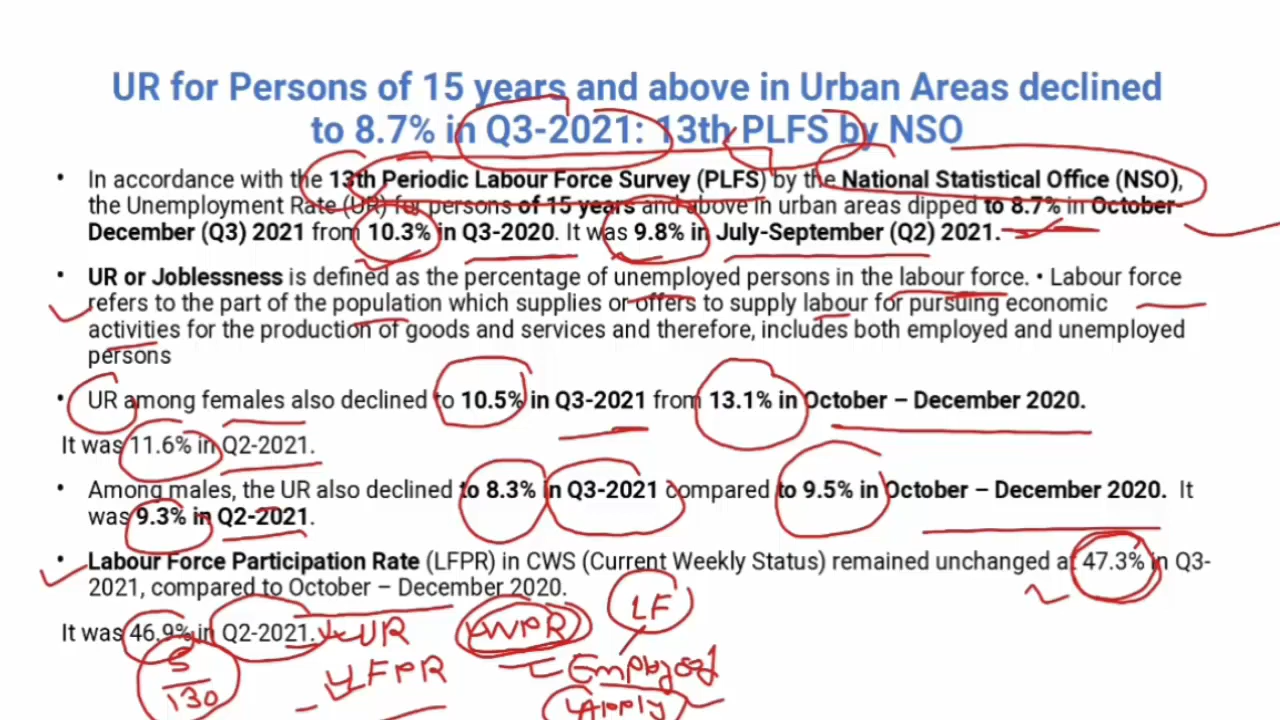 UR for Persons of 15 years and above in Urban Areas declined
to 8.7% in Q3-2021: 13th PLFS by NSO
• In accordance with the 13th Periodic Labour Force Survey (PLFS) by the National Statistical Office (NSO),
the Unemployment Rate (UR) for persons of 15 years and above in urban areas dipped to 8.7% in October-
December (Q3) 2021 from 10.3% in Q3-2020. It was 9.8% in July-September (Q2) 2021.
• UR or Joblessness is defined as the percentage of unemployed persons in the labour force. • Labour force
refers to the part of the population which supplies or offers to supply labour for pursuing economic
activities for the production of goods and services and therefore, includes both employed and unemployed
persons
• UR among females also declined to 10.5% in Q3-2021 from 13.1% in October – December 2020.
It was 11.6% in Q2-2021.
• Among males, the UR also declined to 8.3% in Q3-2021 compared to 9.5% in October – December 2020. It
was 9.3% in Q2-2021.
• Labour Force Participation Rate (LFPR) in CWS (Current Weekly Status) remained unchanged at 47.3% in Q3-
2021, compared to October – December 2020.
It was 46.9% in Q2-2021.
UR WPR LF
5
130
LFPR Employed
Apply